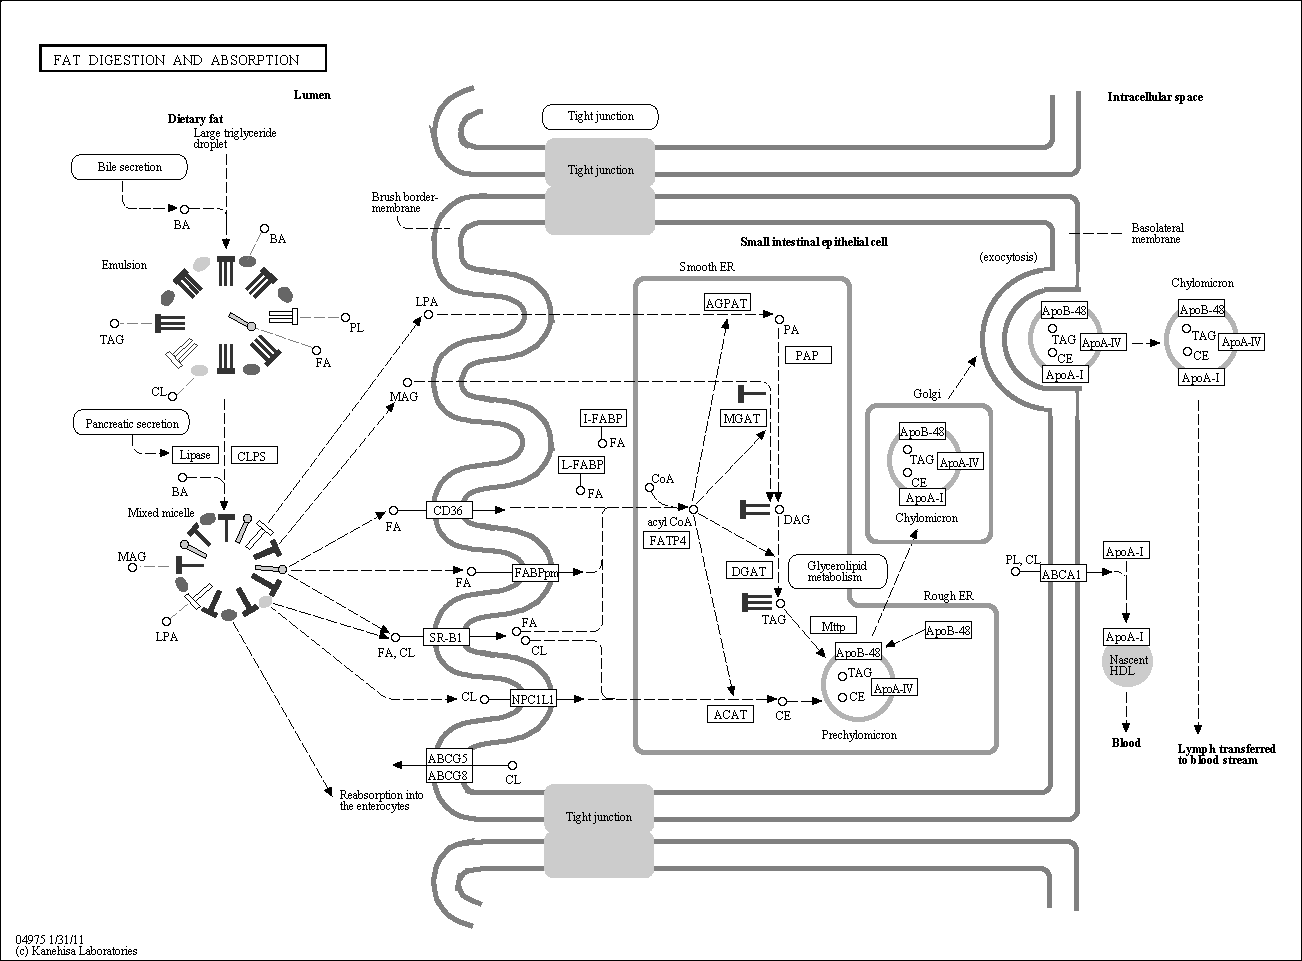 FAT DIGESTION AND ABSORPTION
Lumen
Intracellular space
Dietary fat
Large triglyceride
droplet
Tight junction
Bile secretion
Tight junction
BA
BA
Brush border-
membrane
Basolateral
membrane
Small intestinal epithelial cell
Emulsion
Smooth ER
(exocytosis)
Chylomicron
LPA
AGPAT
ApoB-48
TAG
CE
ApoA-IV
ApoA-I
ApoB-48
TAG
CE
ApoA-IV
ApoA-I
TAG
PL
FA
CL
PA
PAP
MAG
Golgi
Pancreatic secretion
Lipase
CLPS
BA
I-FABP
FA
L-FABP
FA
MGAT
ApoB-48
TAG
CE
ApoA-IV
ApoA-I
Chylomicron
CoA
Mixed micelle
FA
CD36
acyl CoA
FATP4
DAG
MAG
FA
FABPpm
DGAT
Glycerolipid
metabolism
PL, CL
ABCA1
ApoA-I
LPA
FA, CL
SR-B1
FA
CL
TAG
Rough ER
Mttp
ApoB-48
ApoB-48
TAG
CE
ApoA-IV
Prechylomicron
ApoA-I
Nascent
HDL
CL
NPC1L1
ACAT
CE
Blood
Lymph transferred
to blood stream
ABCG5
ABCG8
CL
Reabsorption into
the enterocytes
Tight junction
04975 1/31/11
(c) Kanehisa Laboratories